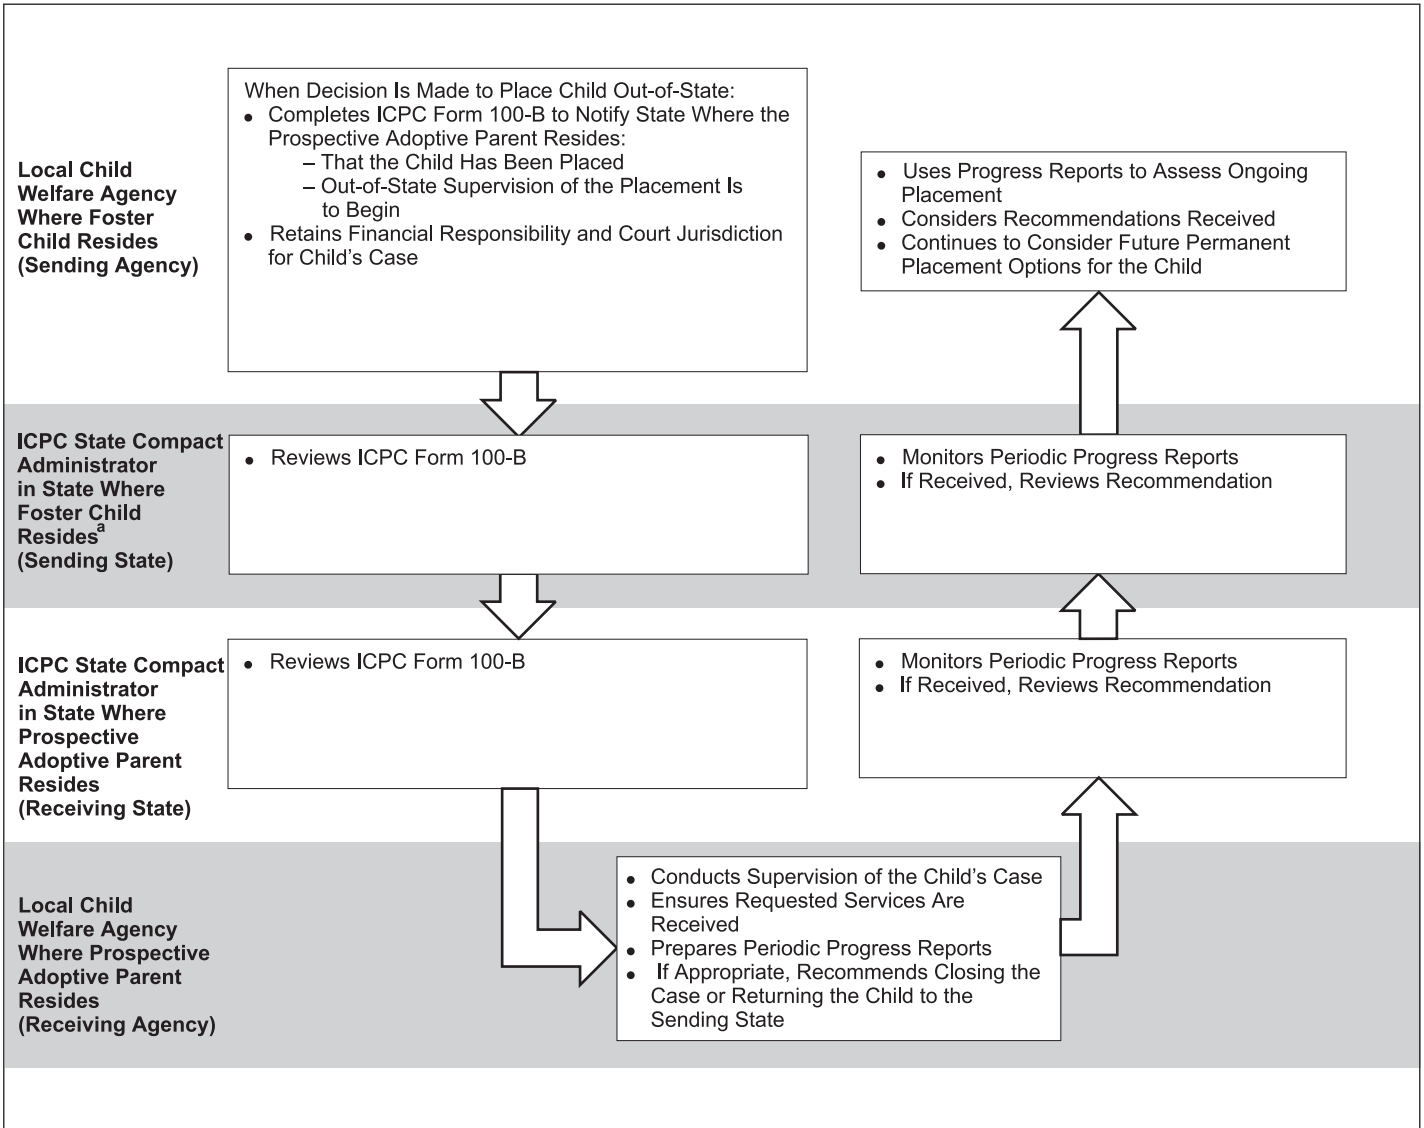 Local Child
Welfare Agency
Where Foster
Child Resides
(Sending Agency)
When Decision Is Made to Place Child Out-of-State:
• Completes ICPC Form 100-B to Notify State Where the
Prospective Adoptive Parent Resides:
– That the Child Has Been Placed
– Out-of-State Supervision of the Placement Is
to Begin
• Retains Financial Responsibility and Court Jurisdiction
for Child's Case
• Uses Progress Reports to Assess Ongoing
Placement
• Considers Recommendations Received
• Continues to Consider Future Permanent
Placement Options for the Child
ICPC State Compact
Administrator
in State Where
Foster Child
Resides a
(Sending State)
• Reviews ICPC Form 100-B
• Monitors Periodic Progress Reports
• If Received, Reviews Recommendation
ICPC State Compact
Administrator
in State Where
Prospective
Adoptive Parent
Resides
(Receiving State)
• Reviews ICPC Form 100-B
• Monitors Periodic Progress Reports
• If Received, Reviews Recommendation
Local Child
Welfare Agency
Where Prospective
Adoptive Parent
Resides
(Receiving Agency)
• Conducts Supervision of the Child's Case
• Ensures Requested Services Are
Received
• Prepares Periodic Progress Reports
• If Appropriate, Recommends Closing the
Case or Returning the Child to the
Sending State